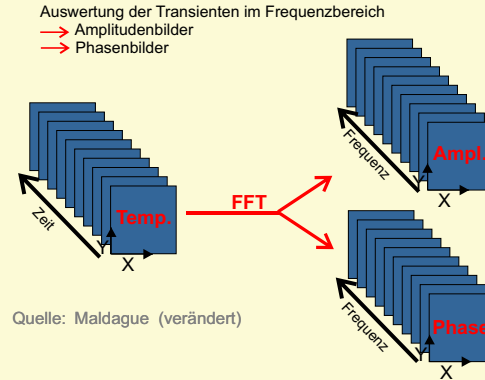 Auswertung der Transienten im Frequenzbereich
Amplitudenbilder
Phasenbilder
Zeit
Temp.
Y
X
FFT
Frequenz
Ampl.
Y
X
Frequenz
Phase
Y
X
Quelle: Maldague (verändert)